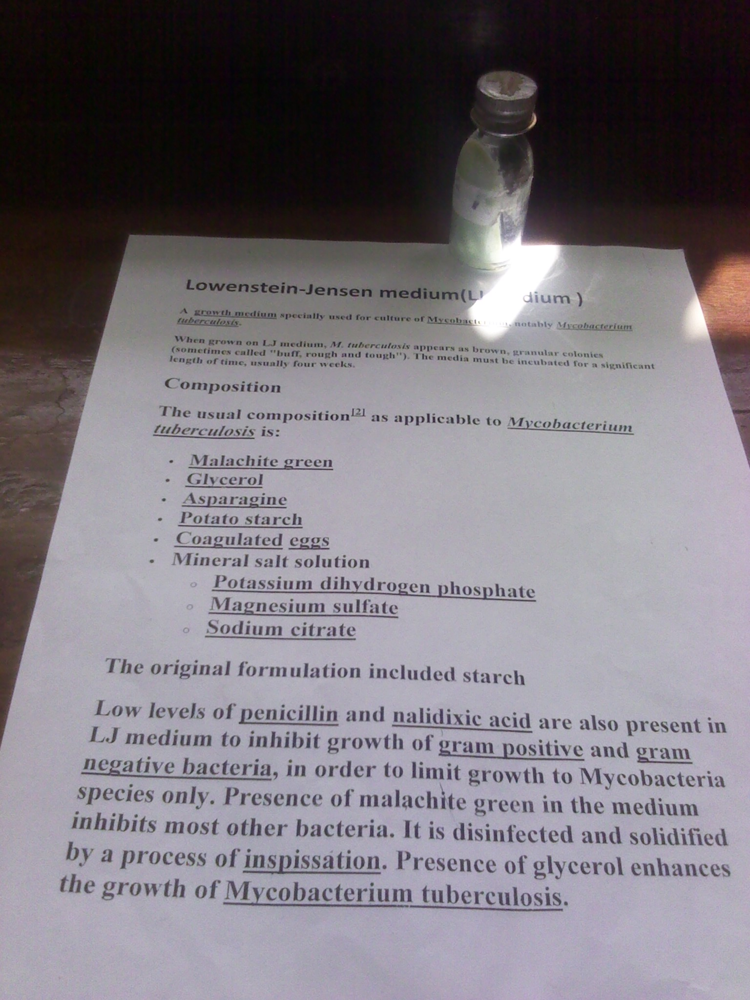 Lowenstein-Jensen medium(LJ dium )
A growth medium specially used for culture of notably Mycobacterium
tuberculosis.
When grown on LJ medium, M. tuberculosis appears as brown, granular colonies
(sometimes called "buff, rough and tough"). The media must be incubated for a significant
length of time, usually four weeks.
Composition
The usual composition[2] as applicable to Mycobacterium
tuberculosis is:
• Malachite green
• Glycerol
• Asparagine
• Potato starch
• Coagulated eggs
• Mineral salt solution
o Potassium dihydrogen phosphate
o Magnesium sulfate
o Sodium citrate
The original formulation included starch
Low levels of penicillin and nalidixic acid are also present in
LJ medium to inhibit growth of gram positive and gram
negative bacteria, in order to limit growth to Mycobacteria
species only. Presence of malachite green in the medium
inhibits most other bacteria. It is disinfected and solidified
by a process of inspissation. Presence of glycerol enhances
the growth of Mycobacterium tuberculosis.